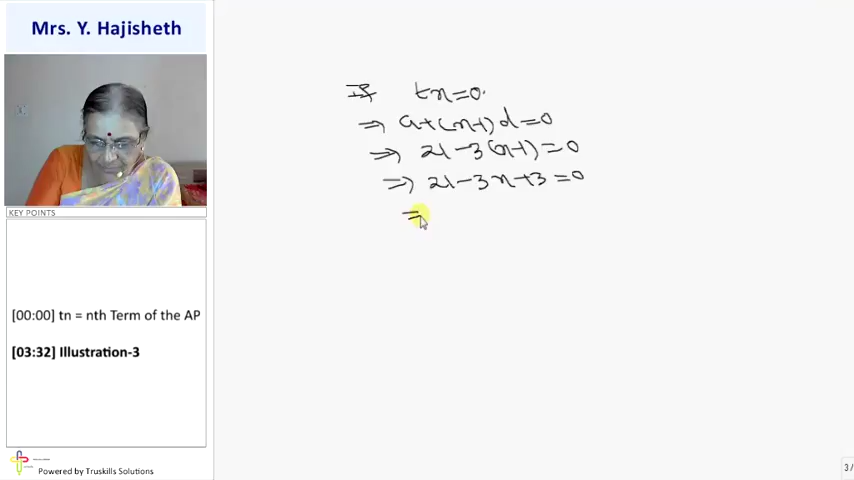 Mrs. Y. Hajisheth
KEY POINTS
[00:00] tn = nth Term of the AP
[03:32] Illustration-3
Powered by Truskills Solutions
If tn=0.
⇒ a+(n-1)d=0
⇒ 21-3(n-1)=0
⇒ 21-3n+3=0
=
3/